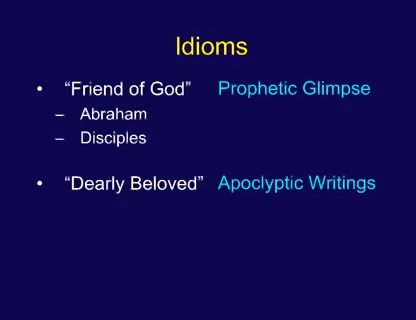 Idioms
• “Friend of God” Prophetic Glimpse
– Abraham
– Disciples
• “Dearly Beloved” Apoclyptic Writings